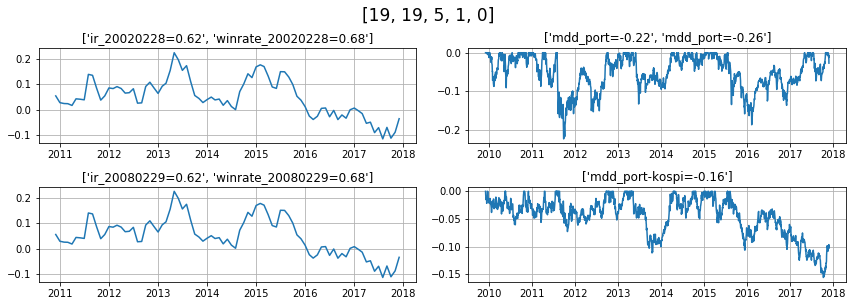 [19, 19, 5, 1, 0]
['ir_20020228=0.62', 'winrate_20020228=0.68']
0.2
0.1
0.0
−0.1
2011 2012 2013 2014 2015 2016 2017 2018
['mdd_port=-0.22', 'mdd_port=-0.26']
0.0
−0.1
−0.2
2010 2011 2012 2013 2014 2015 2016 2017 2018
['ir_20080229=0.62', 'winrate_20080229=0.68']
0.2
0.1
0.0
−0.1
2011 2012 2013 2014 2015 2016 2017 2018
['mdd_port-kospi=-0.16']
0.00
−0.05
−0.10
−0.15
2010 2011 2012 2013 2014 2015 2016 2017 2018